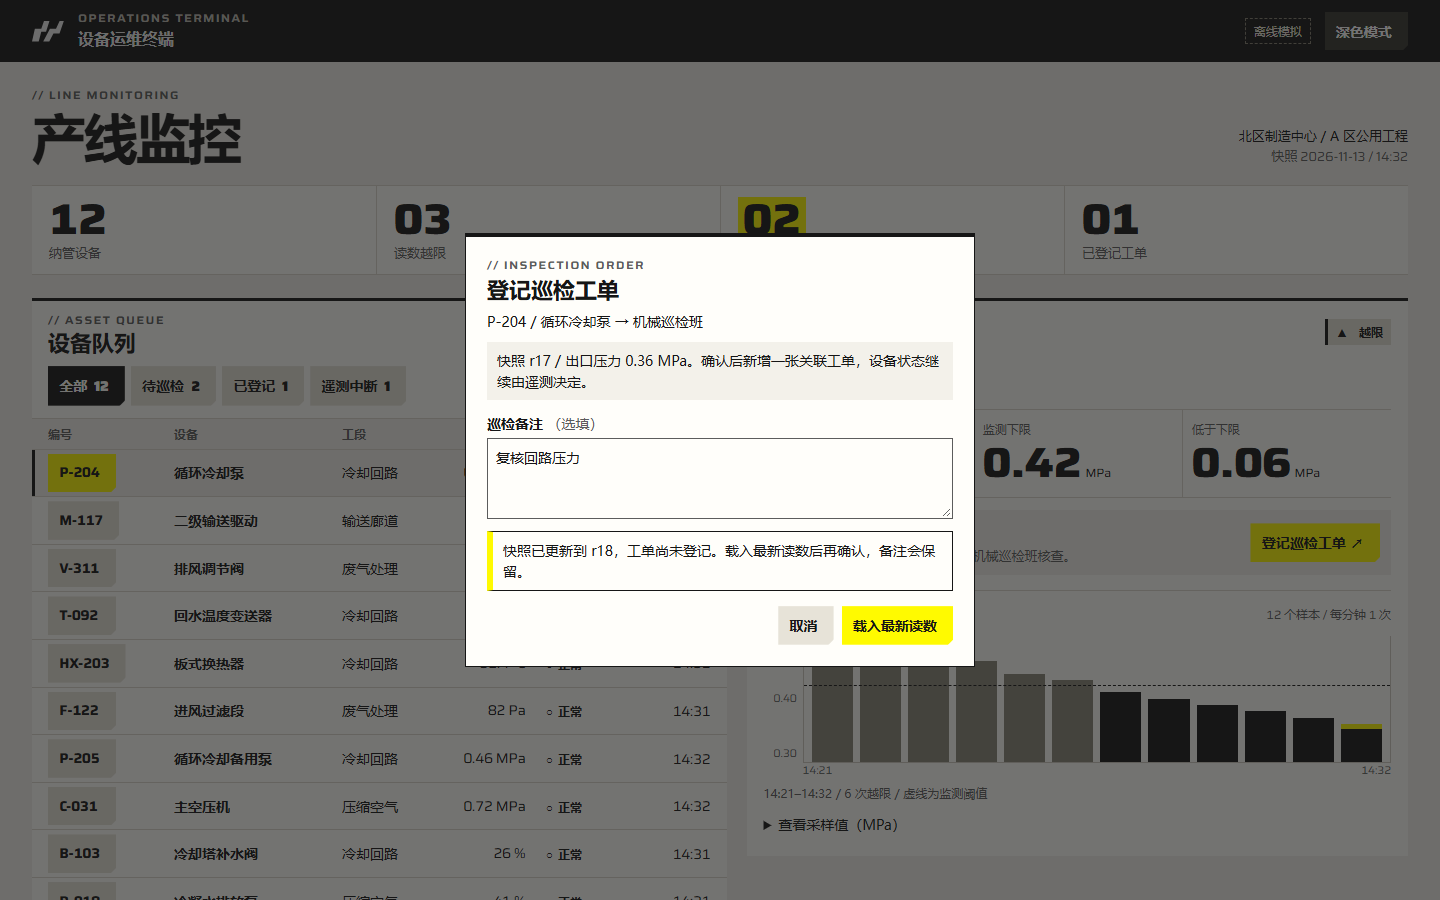 OPERATIONS TERMINAL
设备运维终端
离线模拟
深色模式
// LINE MONITORING
产线监控
北区制造中心 / A 区公用工程
快照 2026-11-13 / 14:32
12
纳管设备
03
读数越限
02
01
已登记工单
// ASSET QUEUE
设备队列
▲ 越限
全部 12
待巡检 2
已登记 1
遥测中断 1
编号 设备 工段
P-204 循环冷却泵 冷却回路
M-117 二级输送驱动 输送廊道
V-311 排风调节阀 废气处理
T-092 回水温度变送器 冷却回路
HX-203 板式换热器 冷却回路
F-122 进风过滤段 废气处理 82 Pa ○ 正常 14:31
P-205 循环冷却备用泵 冷却回路 0.46 MPa ○ 正常 14:32
C-031 主空压机 压缩空气 0.72 MPa ○ 正常 14:32
B-103 冷却塔补水阀 冷却回路 26 % ○ 正常 14:31
// INSPECTION ORDER
登记巡检工单
P-204 / 循环冷却泵 → 机械巡检班
快照 r17 / 出口压力 0.36 MPa。确认后新增一张关联工单，设备状态继
续由遥测决定。
巡检备注 （选填）
复核回路压力
快照已更新到 r18，工单尚未登记。载入最新读数后再确认，备注会保
留。
取消
载入最新读数
监测下限
0.42 MPa
低于下限
0.06 MPa
机械巡检班核查。
登记巡检工单 ↗
12 个样本 / 每分钟 1 次
0.40
0.30
14:21
14:32
14:21–14:32 / 6 次越限 / 虚线为监测阈值
▶ 查看采样值（MPa）